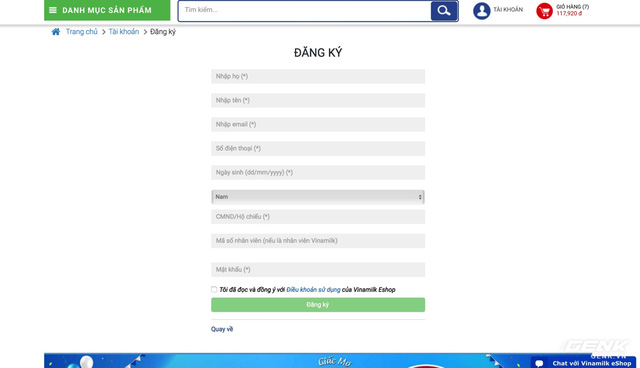 DANH MỤC SẢN PHẨM
Tìm kiếm...
TÀI KHOẢN
GIỎ HÀNG (7)
117,920 đ
Trang chủ > Tài khoản > Đăng ký
ĐĂNG KÝ
Nhập họ (*)
Nhập tên (*)
Nhập email (*)
Số điện thoại (*)
Ngày sinh (dd/mm/yyyy) (*)
Nam
CMND/Hộ chiếu (*)
Mã số nhân viên (nếu là nhân viên Vinamilk)
Mật khẩu (*)
Tôi đã đọc và đồng ý với Điều khoản sử dụng của Vinamilk Eshop
Đăng ký
Quay về
GENK
GENK.VN
Giấc Mơ
Chat với Vinamilk eShop